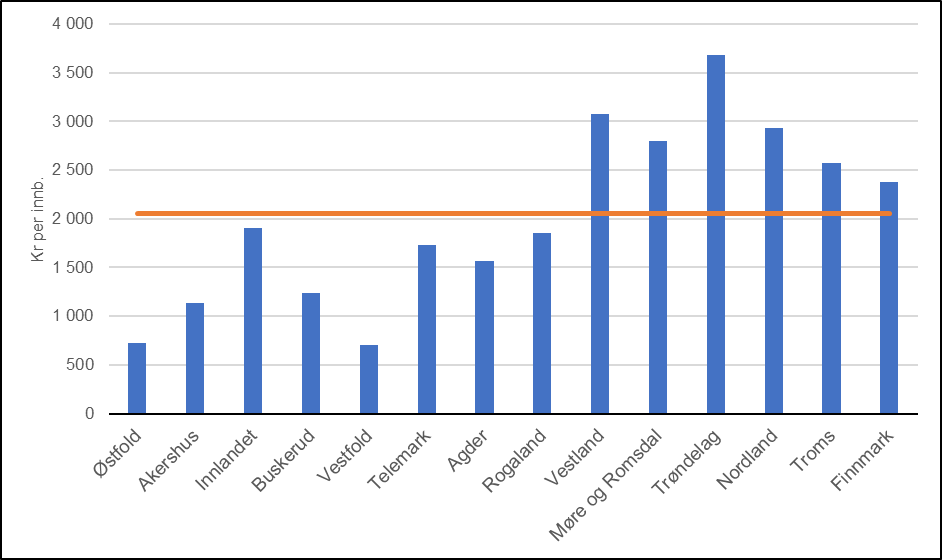 4 000
3 500
3 000
2 500
2 000
1 500
1 000
500
0
Kr per innb.
Østfold
Akershus
Innlandet
Buskerud
Vestfold
Telemark
Agder
Rogaland
Vestland
Møre og Romsdal
Trøndelag
Nordland
Troms
Finnmark